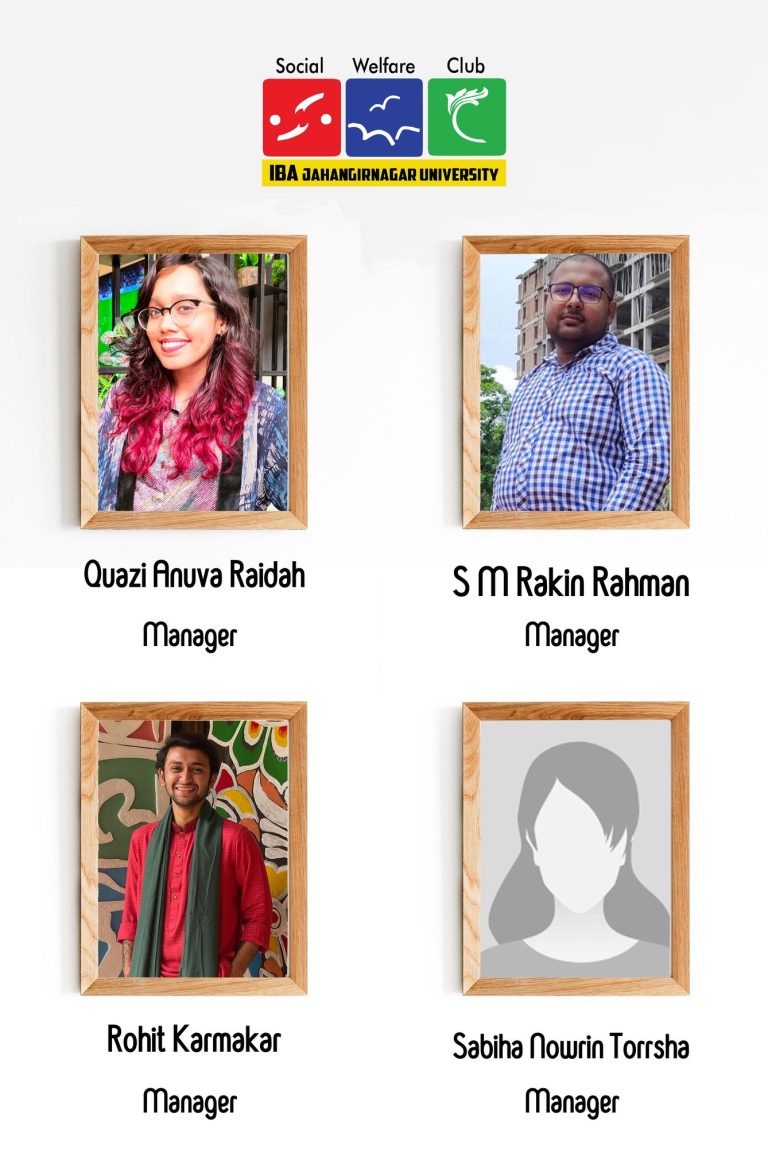 Social Welfare Club
IBA JAHANGIRNAGAR UNIVERSITY
Quazi Anuva Raidah
Manager
S M Rakin Rahman
Manager
Rohit Karmakar
Manager
Sabiha Nowrin Torrsha
Manager